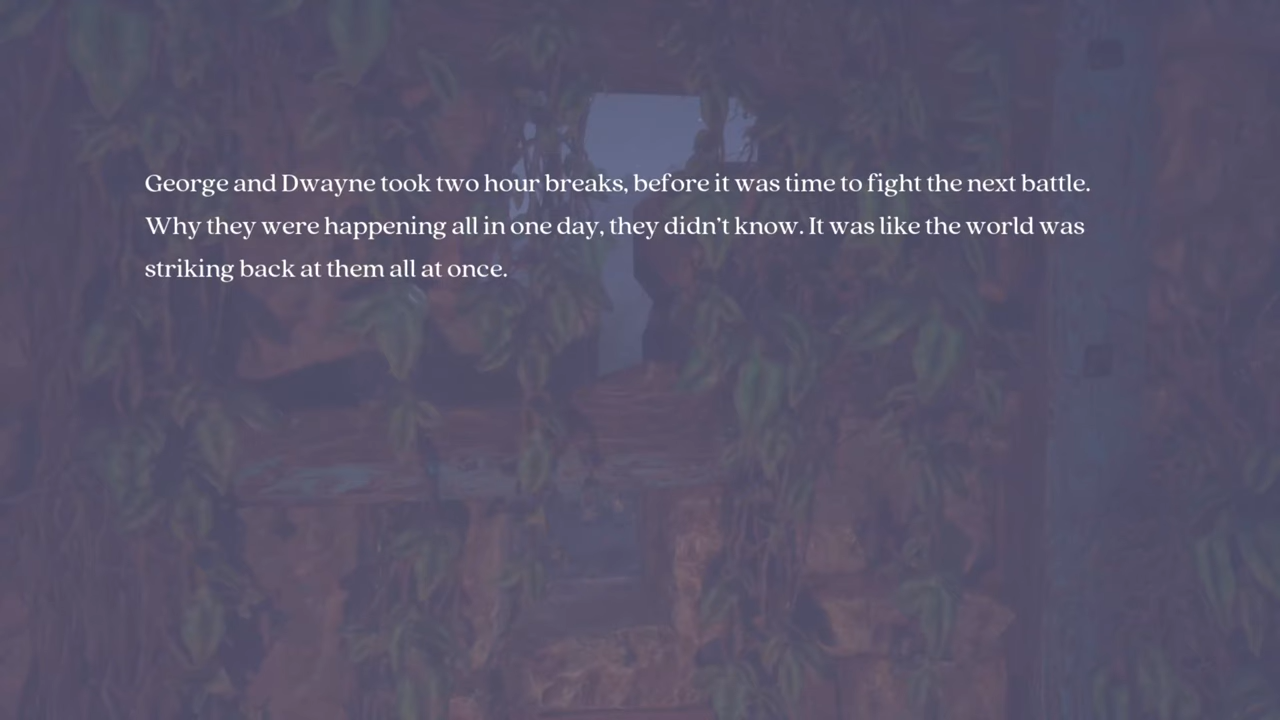 George and Dwayne took two hour breaks, before it was time to fight the next battle.
Why they were happening all in one day, they didn’t know. It was like the world was
striking back at them all at once.